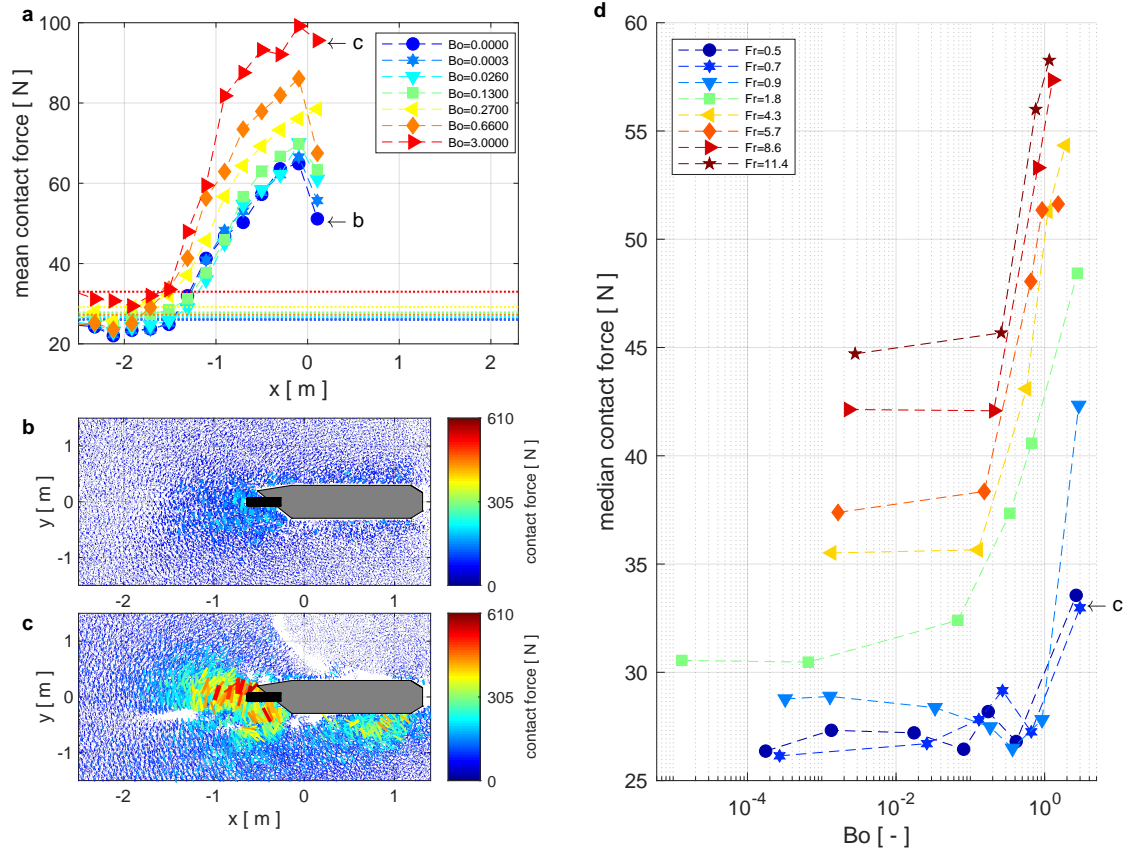 a
mean contact force [ N ]
100
80
60
40
20
-2
-1
0
1
2
x [ m ]
Bo=0.0000
Bo=0.0003
Bo=0.0260
Bo=0.1300
Bo=0.2700
Bo=0.6600
Bo=3.0000
← c
← b
b
y [ m ]
1
0
-1
-2
-1
0
1
610
305
0
contact force [ N ]
c
y [ m ]
1
0
-1
-2
-1
0
1
x [ m ]
610
305
0
contact force [ N ]
d
median contact force [ N ]
60
55
50
45
40
35
30
25
10-4
10-2
100
Bo [ - ]
Fr=0.5
Fr=0.7
Fr=0.9
Fr=1.8
Fr=4.3
Fr=5.7
Fr=8.6
Fr=11.4
← c